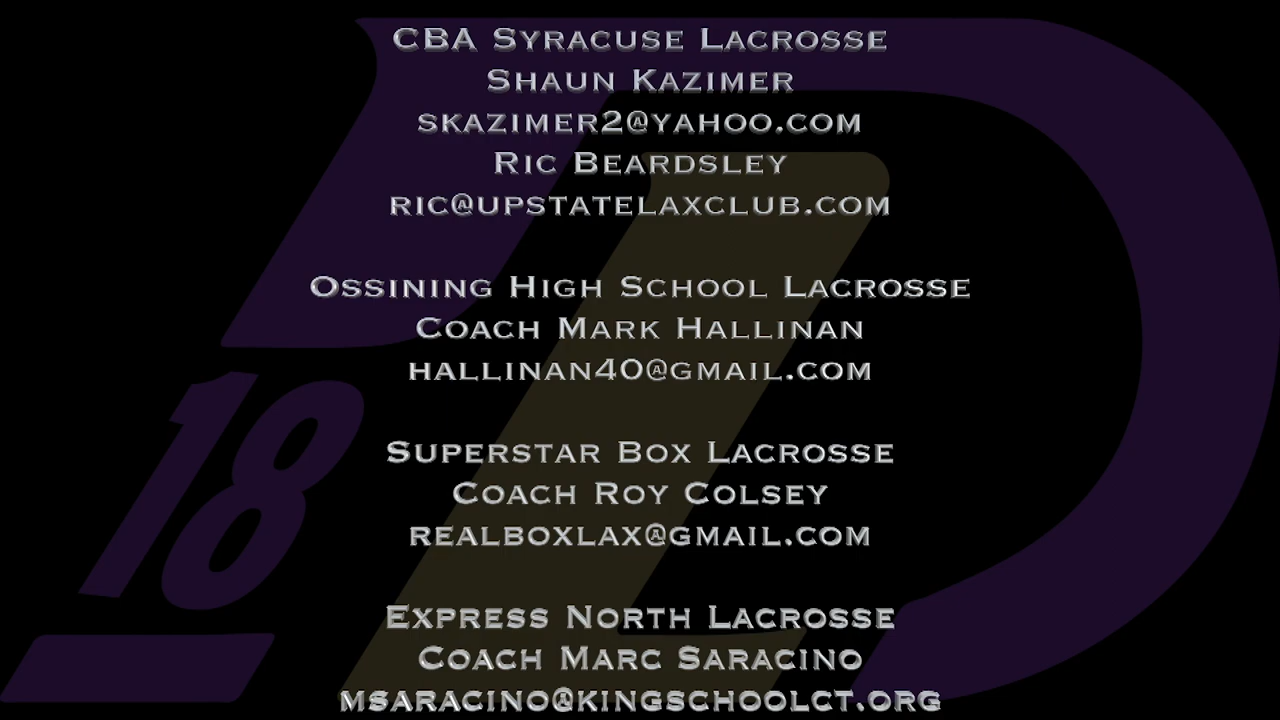 CBA Syracuse Lacrosse
Shaun Kazimer
skazimer2@yahoo.com
Ric Beardsley
ric@upstatelaxclub.com
Ossining High School Lacrosse
Coach Mark Hallinan
hallinan40@gmail.com
Superstar Box Lacrosse
Coach Roy Colsey
realboxlax@gmail.com
Express North Lacrosse
Coach Marc Saracino
msaracino@kingschoolct.org
18